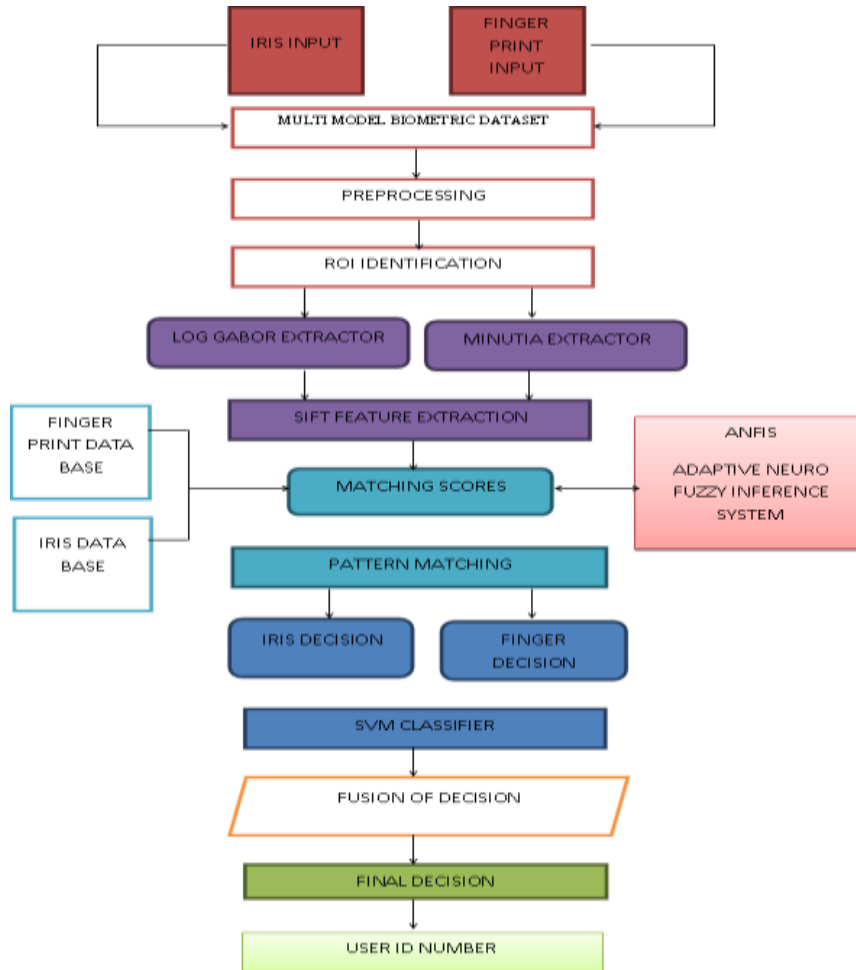 IRIS INPUT
FINGER
PRINT
INPUT
MULTI MODEL BIOMETRIC DATASET
PREPROCESSING
ROI IDENTIFICATION
LOG GABOR EXTRACTOR
MINUTIA EXTRACTOR
SIFT FEATURE EXTRACTION
FINGER
PRINT DATA
BASE
MATCHING SCORES
ANFIS
ADAPTIVE NEURO
FUZZY INFERENCE
SYSTEM
IRIS DATA
BASE
PATTERN MATCHING
IRIS DECISION
FINGER
DECISION
SVM CLASSIFIER
FUSION OF DECISION
FINAL DECISION
USER ID NUMBER